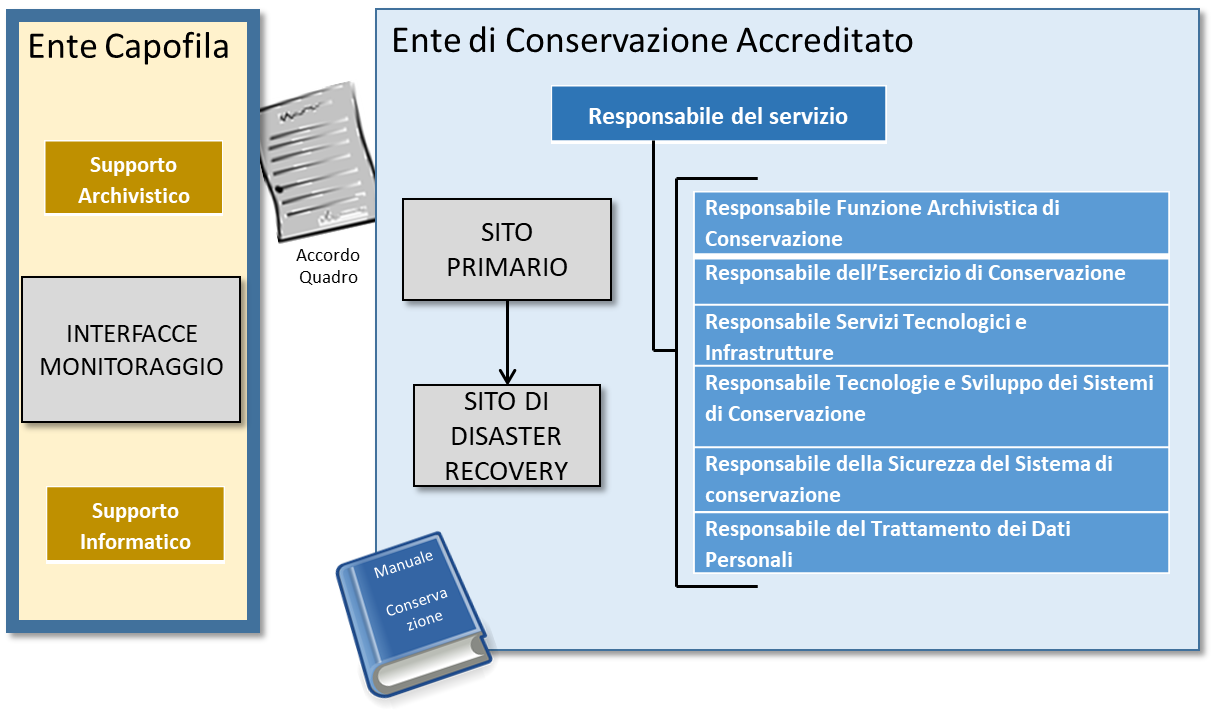 Ente Capofila
Supporto
Archivistico
INTERFACCE
MONITORAGGIO
Supporto
Informatico
Accordo
Quadro
Ente di Conservazione Accreditato
Responsabile del servizio
SITO
PRIMARIO
SITO DI
DISASTER
RECOVERY
Responsabile Funzione Archivistica di
Conservazione
Responsabile dell’Esercizio di Conservazione
Responsabile Servizi Tecnologici e
Infrastrutture
Responsabile Tecnologie e Sviluppo dei Sistemi
di Conservazione
Responsabile della Sicurezza del Sistema di
conservazione
Responsabile del Trattamento dei Dati
Personali
Manuale
Conserva
zione